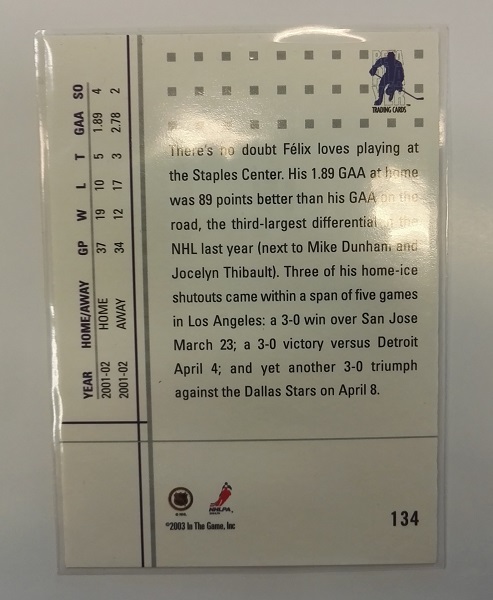 TRADING CARDS
There's no doubt Félix loves playing at
the Staples Center. His 1.89 GAA at home
was 89 points better than his GAA on the
road, the third-largest differential in the
NHL last year (next to Mike Dunham and
Jocelyn Thibault). Three of his home-ice
shutouts came within a span of five games
in Los Angeles: a 3-0 win over San Jose
March 23; a 3-0 victory versus Detroit
April 4; and yet another 3-0 triumph
against the Dallas Stars on April 8.
YEAR HOME/AWAY GP W L T GAA SO
2001-02 HOME 37 19 10 5 1.89 4
2001-02 AWAY 34 12 17 3 2.78 2
NHLPA
©2003 In The Game, Inc
134